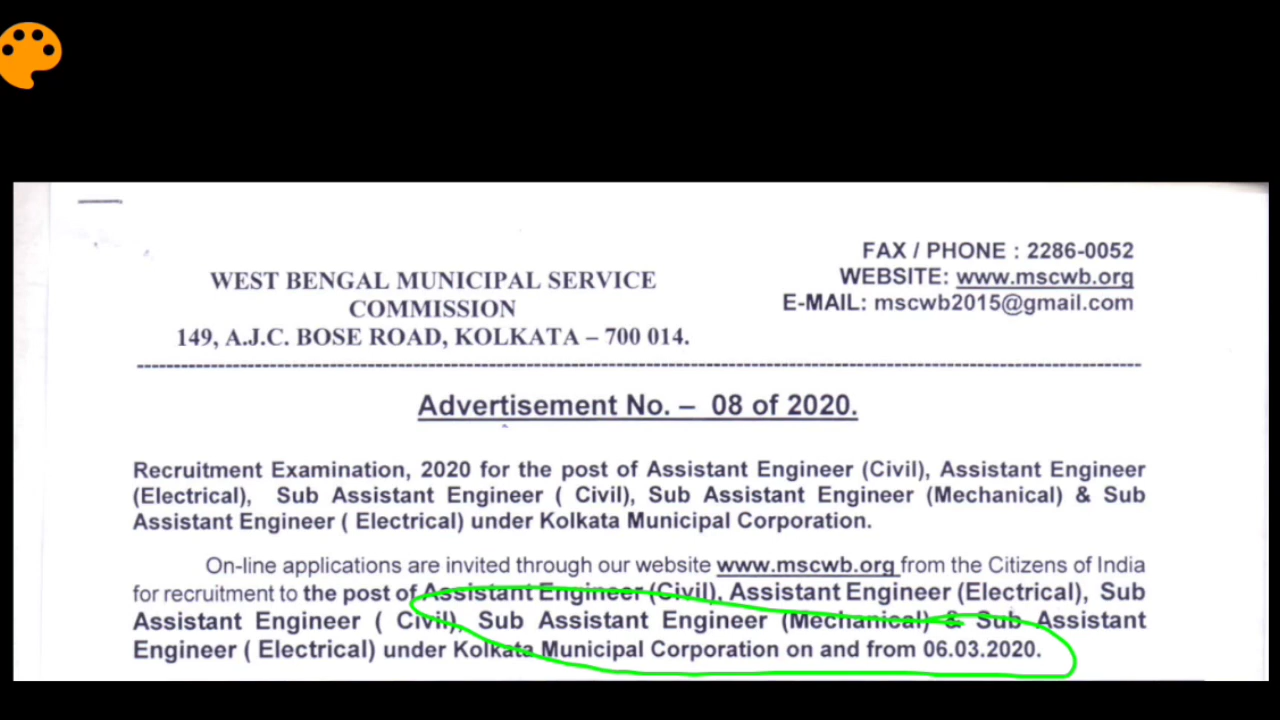 FAX / PHONE : 2286-0052
WEST BENGAL MUNICIPAL SERVICE
WEBSITE: www.mscwb.org
COMMISSION
E-MAIL: mscwb2015@gmail.com
149, A.J.C. BOSE ROAD, KOLKATA – 700 014.
Advertisement No. – 08 of 2020.
Recruitment Examination, 2020 for the post of Assistant Engineer (Civil), Assistant Engineer
(Electrical), Sub Assistant Engineer ( Civil), Sub Assistant Engineer (Mechanical) & Sub
Assistant Engineer ( Electrical) under Kolkata Municipal Corporation.
On-line applications are invited through our website www.mscwb.org from the Citizens of India
for recruitment to the post of Assistant Engineer (Civil), Assistant Engineer (Electrical), Sub
Assistant Engineer ( Civil), Sub Assistant Engineer (Mechanical) & Sub Assistant
Engineer ( Electrical) under Kolkata Municipal Corporation on and from 06.03.2020.